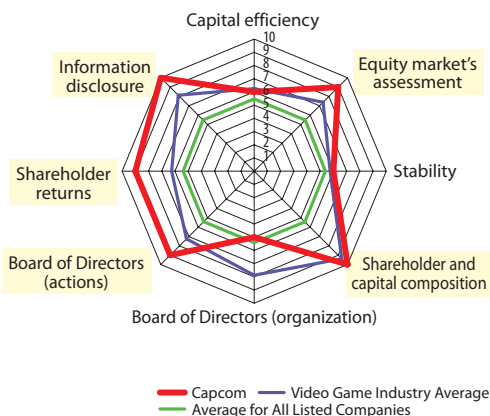 Capital efficiency
10
9
8
7
6
5
4
3
2
1
Equity market's
assessment
Stability
Shareholder and
capital composition
Board of Directors (organization)
Board of Directors
(actions)
Shareholder
returns
Information
disclosure
Capcom
Video Game Industry Average
Average for All Listed Companies